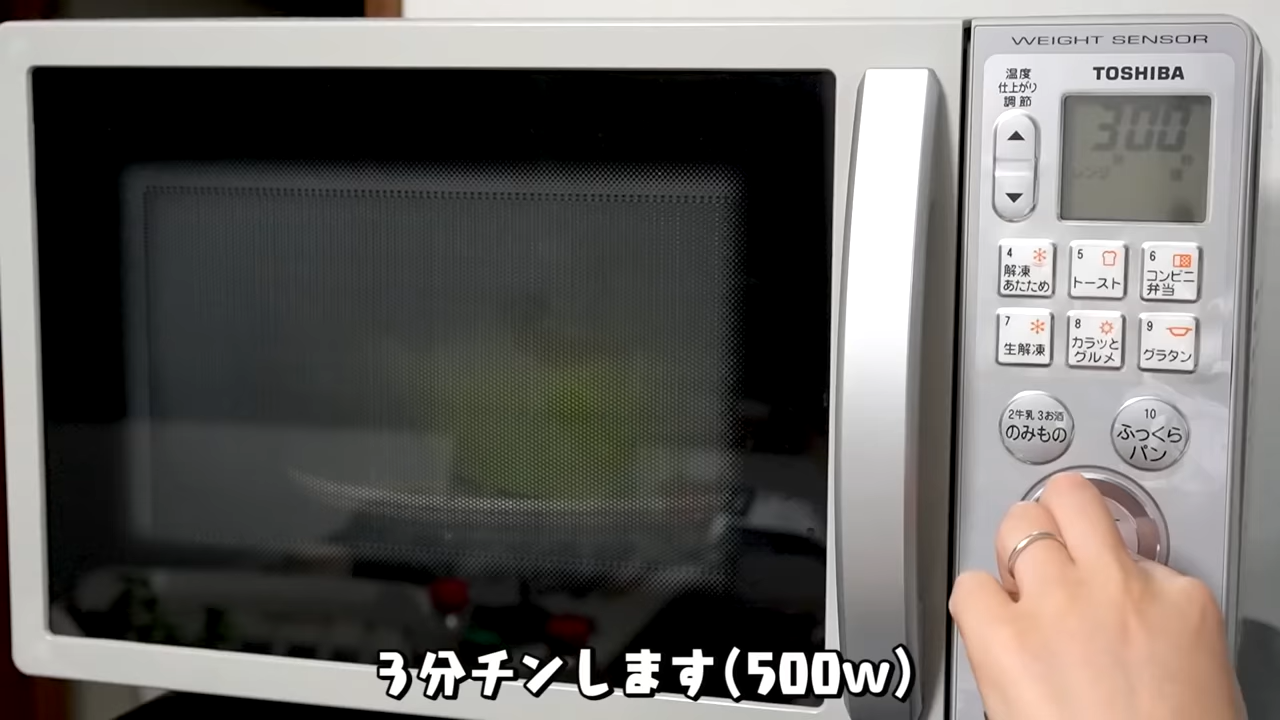 WEIGHT SENSOR
温度
仕上がり
調節
TOSHIBA
300
レンジ
4
解凍
あたため
5
トースト
6
コンビニ
弁当
7
生解凍
8
カラッと
グルメ
9
グラタン
2牛乳 3お酒
のみもの
10
ふっくら
パン
3分チンします(500w)